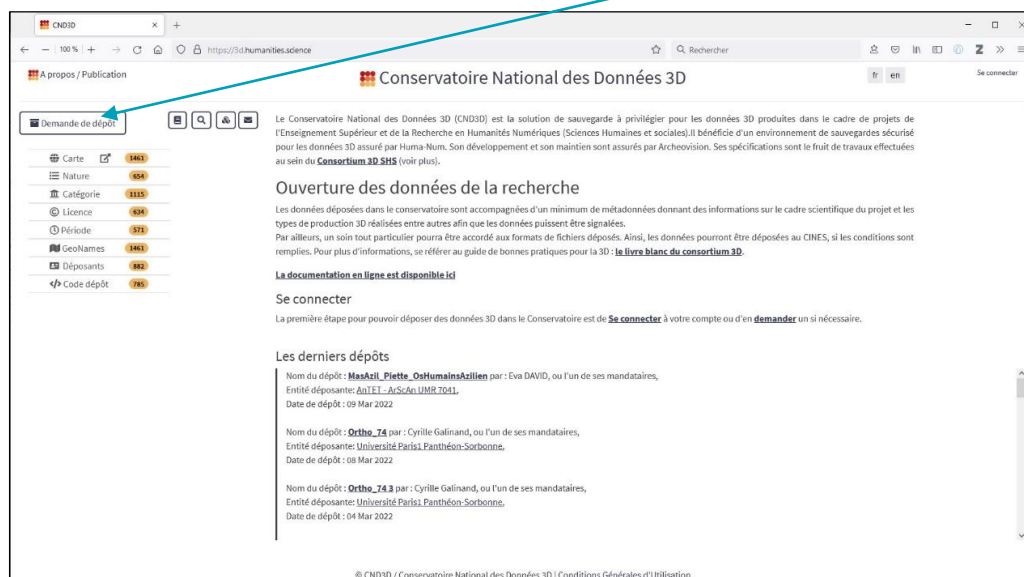 CND3D × +
100 % https://3d.humanities.science Rechercher
A propos / Publication
Conservatoire National des Données 3D
fr en
Se connecter
Demande de dépôt
Carte 1461
Nature 654
Catégorie 1115
Licence 634
Période 571
GeoNames 1461
Déposants 882
Code dépôt 785
Le Conservatoire National des Données 3D (CND3D) est la solution de sauvegarde à privilégier pour les données 3D produites dans le cadre de projets de
l'Enseignement Supérieur et de la Recherche en Humanités Numériques (Sciences Humaines et sociales).Il bénéficie d'un environnement de sauvegardes sécurisé
pour les données 3D assuré par Huma-Num. Son développement et son maintien sont assurés par Archeovision. Ses spécifications sont le fruit de travaux effectuées
au sein du Consortium 3D SHS (voir plus).
Ouverture des données de la recherche
Les données déposées dans le conservatoire sont accompagnées d'un minimum de métadonnées donnant des informations sur le cadre scientifique du projet et les
types de production 3D réalisées entre autres afin que les données puissent être signalées.
Par ailleurs, un soin tout particulier pourra être accordé aux formats de fichiers déposés. Ainsi, les données pourront être déposées au CINES, si les conditions sont
remplies. Pour plus d'informations, se référer au guide de bonnes pratiques pour la 3D : le livre blanc du consortium 3D.
La documentation en ligne est disponible ici
Se connecter
La première étape pour pouvoir déposer des données 3D dans le Conservatoire est de Se connecter à votre compte ou d'en demander un si nécessaire.
Les derniers dépôts
Nom du dépôt : MasAzil_Piette_OsHumainsAzilien par : Eva DAVID, ou l'un de ses mandataires,
Entité déposante: AnTET - ArScAn UMR 7041,
Date de dépôt : 09 Mar 2022
Nom du dépôt : Ortho_74 par : Cyrille Galinand, ou l'un de ses mandataires,
Entité déposante: Université Paris1 Panthéon-Sorbonne,
Date de dépôt : 08 Mar 2022
Nom du dépôt : Ortho_74 3 par : Cyrille Galinand, ou l'un de ses mandataires,
Entité déposante: Université Paris1 Panthéon-Sorbonne,
Date de dépôt : 04 Mar 2022
© CND3D / Conservatoire National des Données 3D | Conditions Générales d'Utilisation